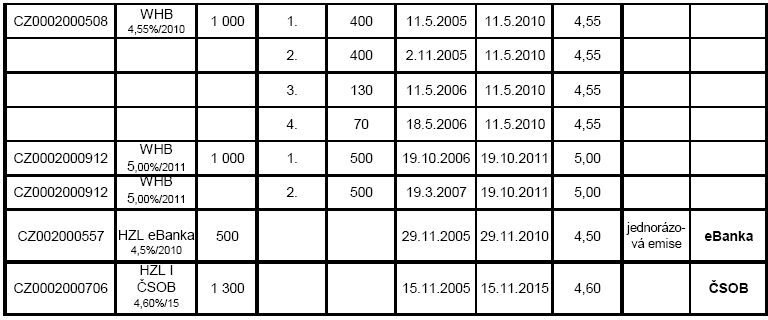 CZ0002000508 WHB 4,55%/2010 1 000 1. 400 11.5.2005 11.5.2010 4,55
2. 400 2.11.2005 11.5.2010 4,55
3. 130 11.5.2006 11.5.2010 4,55
4. 70 18.5.2006 11.5.2010 4,55
CZ0002000912 WHB 5,00%/2011 1 000 1. 500 19.10.2006 19.10.2011 5,00
CZ0002000912 WHB 5,00%/2011 2. 500 19.3.2007 19.10.2011 5,00
CZ002000557 HZL eBanka 4,5%/2010 500 29.11.2005 29.11.2010 4,50 jednorázo-
vá emise eBanka
CZ0002000706 HZL I
ČSOB
4,60%/15 1 300 15.11.2005 15.11.2015 4,60 ČSOB